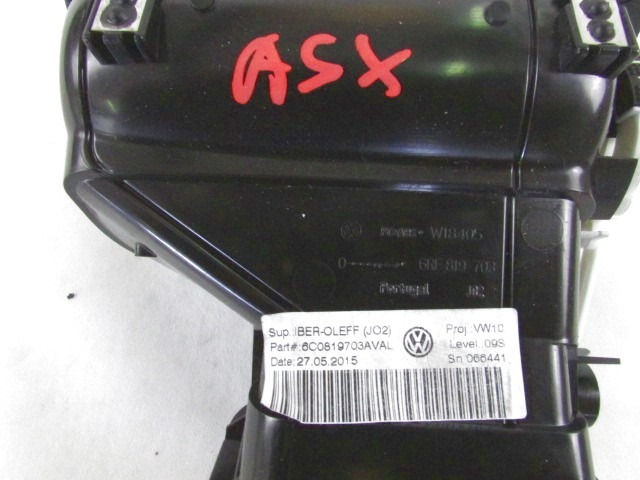 ASX
W18405
6RF 819 703
Portugal J02
Sup.:IBER-OLEFF (JO2) Proj.:VW10
Part#:6C0819703AVAL Level.:09S
Date: 27.05.2015 Sn:066441